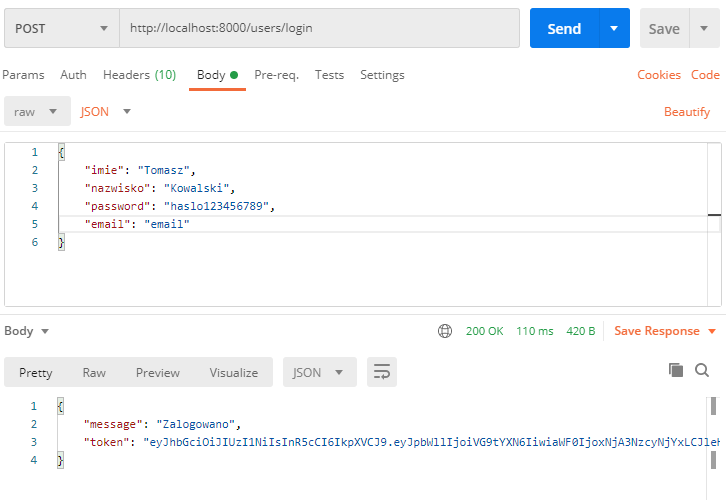 POST http://localhost:8000/users/login Send Save
Params Auth Headers (10) Body Pre-req. Tests Settings Cookies Code
raw JSON Beautify
1 {
2 "imie": "Tomasz",
3 "nazwisko": "Kowalski",
4 "password": "haslo123456789",
5 "email": "email"
6 }
Body 200 OK 110 ms 420 B Save Response
Pretty Raw Preview Visualize JSON
1 {
2 "message": "Zalogowano",
3 "token": "eyJhbGciOiJIUzI1NiIsInR5cCI6IkpXVCJ9.eyJpbWllIjoiVG9tYXN6IiwiaWF0IjoxNjA3NzcyNjYxLCJleH
4 }